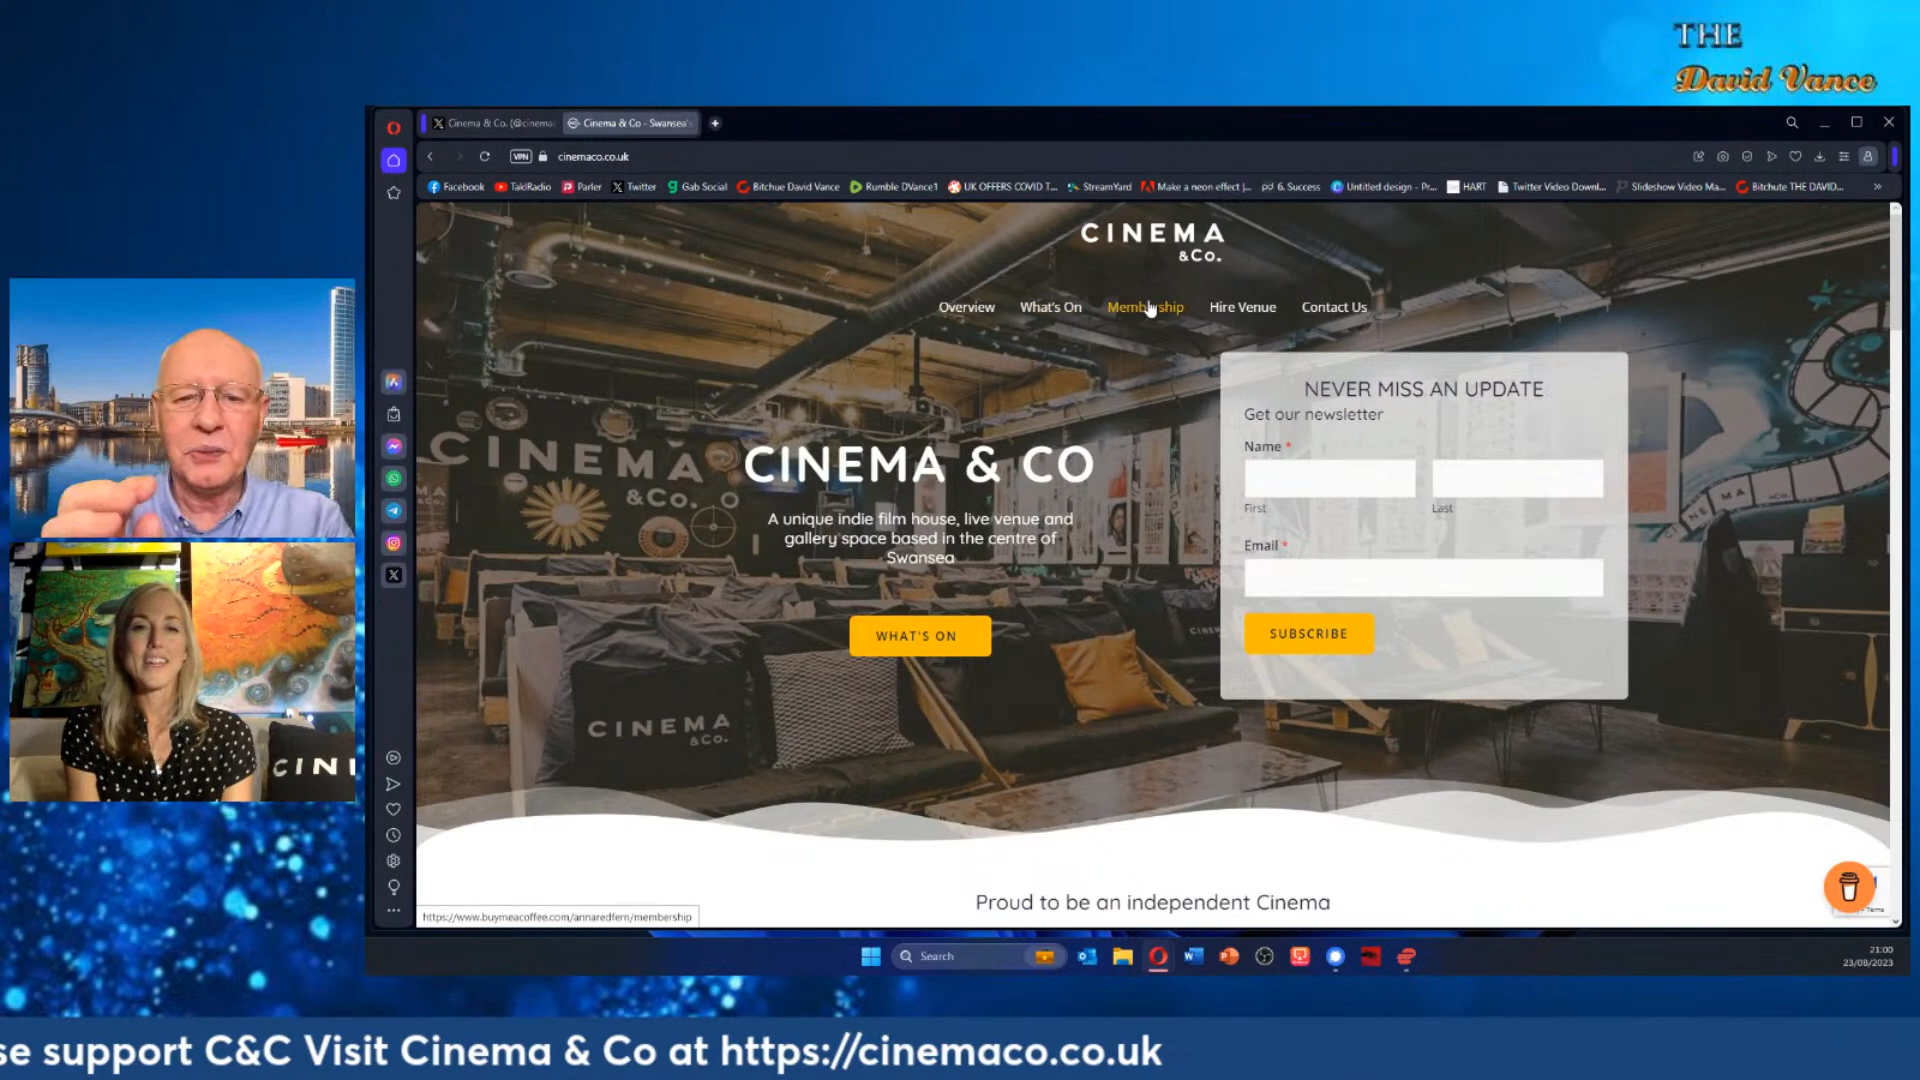 THE
David Vance
Cinema & Co. (@cinemac
Cinema & Co - Swansea's
VPN
cinemaco.co.uk
Facebook
TalkRadio
Parler
Twitter
Gab Social
Bitchue David Vance
Rumble DVance1
UK OFFERS COVID T...
StreamYard
Make a neon effect |...
6. Success
Untitled design - Pr...
HART
Twitter Video Downl...
Slideshow Video Ma...
Bitchute THE DAVID...
CINEMA
&Co.
Overview
What's On
Membership
Hire Venue
Contact Us
NEVER MISS AN UPDATE
Get our newsletter
Name *
First
Last
Email *
SUBSCRIBE
CINEMA
&Co.
CINEMA & CO
A unique indie film house, live venue and
gallery space based in the centre of
Swansea
WHAT'S ON
CINEMA
&Co.
CINI
Proud to be an independent Cinema
https://www.buymeacoffee.com/annaredfern/membership
Terms
Search
21:00
23/08/2023
se support C&C Visit Cinema & Co at https://cinemaco.co.uk